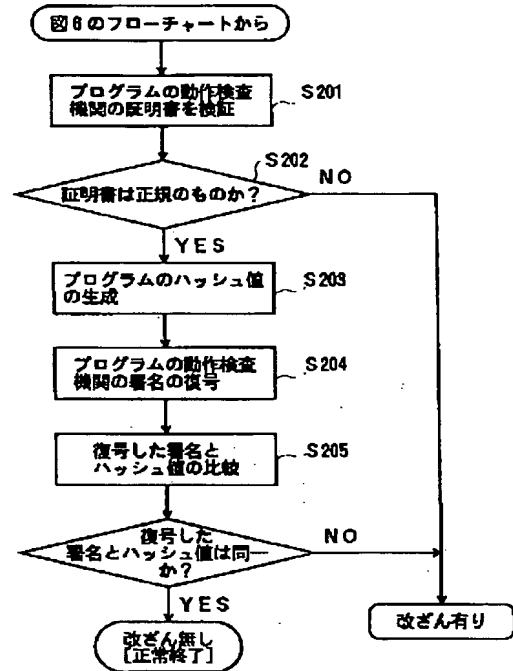 図6のフローチャートから
プログラムの動作検査
機関の証明書を検証
S201
S202
証明書は正規のものか?
NO
YES
プログラムのハッシュ値
の生成
S203
プログラムの動作検査
機関の署名の復号
S204
復号した署名と
ハッシュ値の比較
S205
復号した
署名とハッシュ値は同一
か?
NO
YES
改ざん有り
改ざん無し
[正常終了]